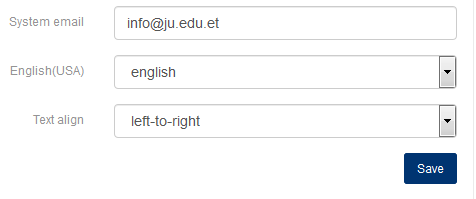 System email info@ju.edu.et
English(USA) english
Text align left-to-right
Save